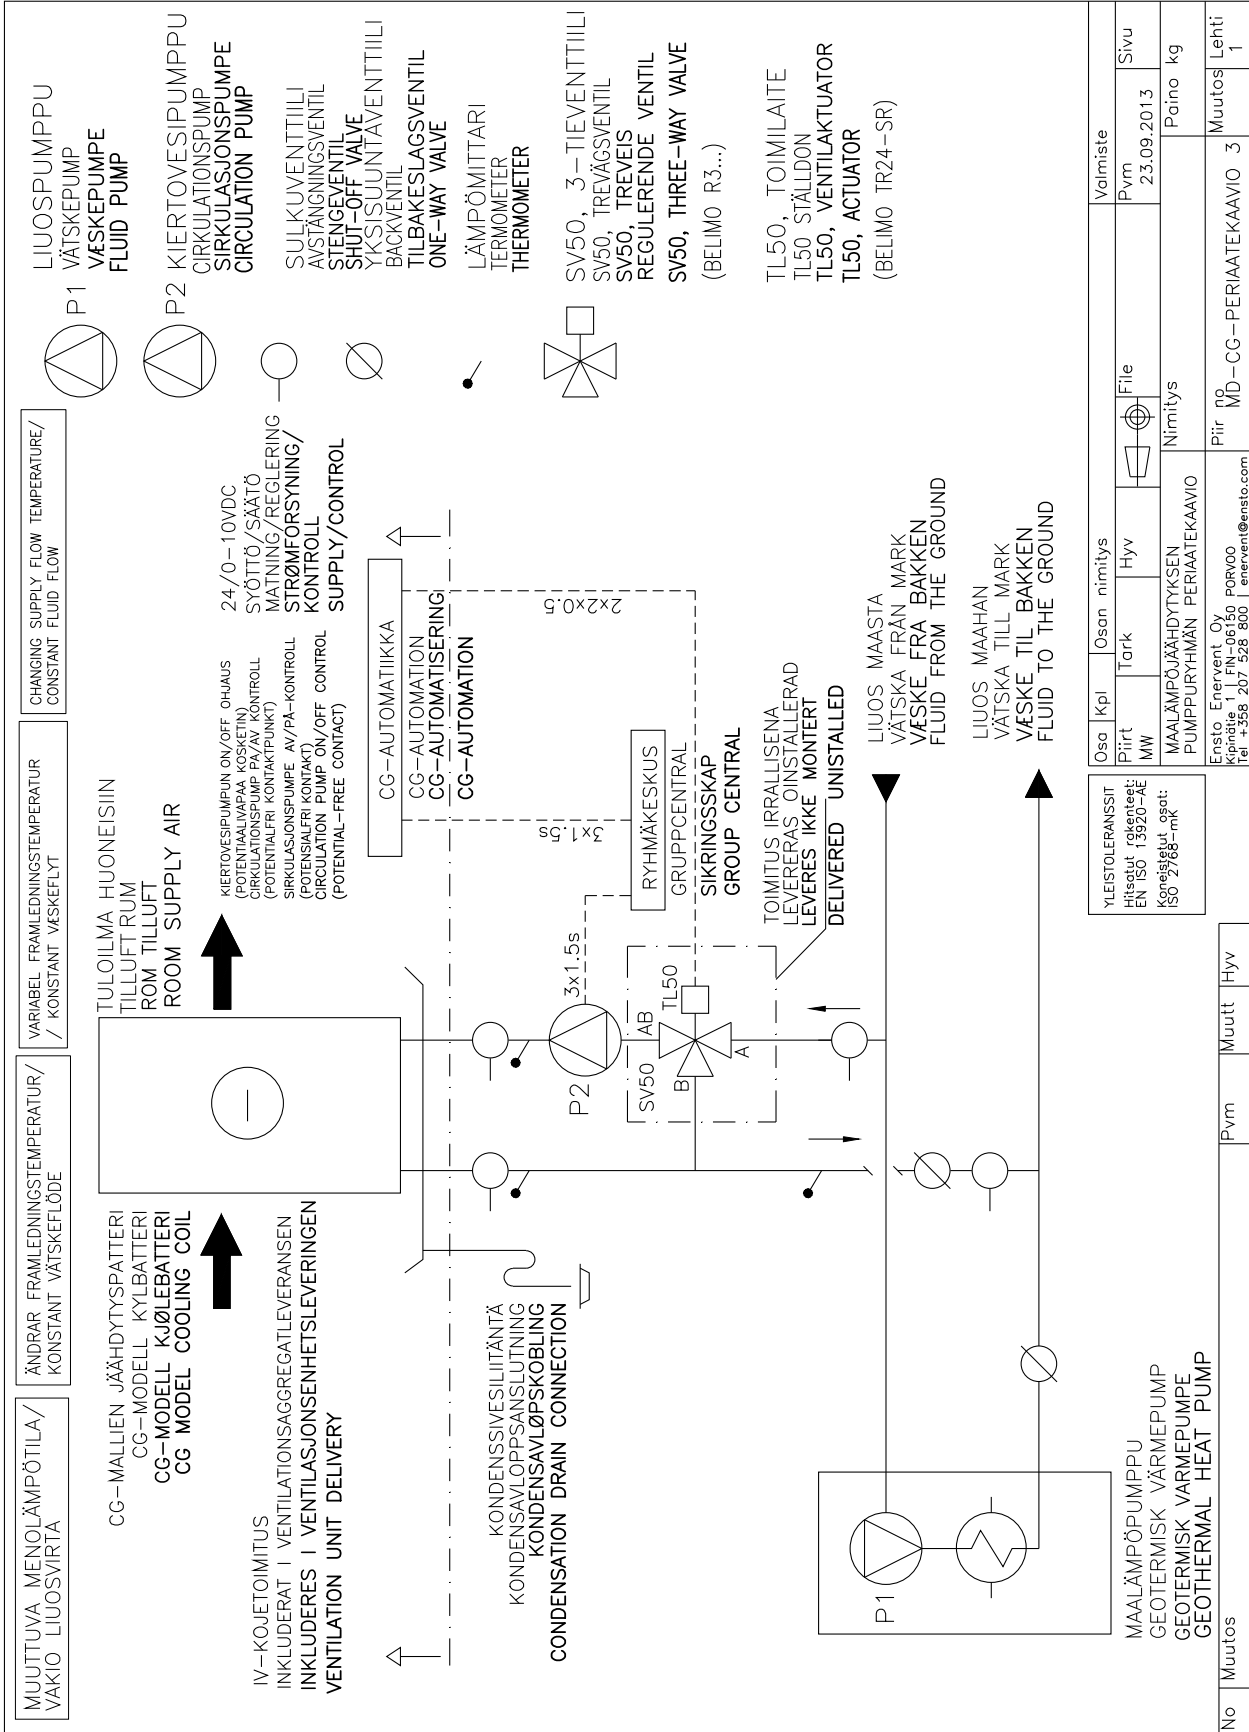 MUUTTUVA MENOLÄMPÖTILA/
VAKIO LIUOSVIRTA
ÄNDRAR FRAMLEDNINGSTEMPERATUR/
KONSTANT VÄTSKEFLÖDE
VARIABEL FRAMLEDNINGSTEMPERATUR
/ KONSTANT VÆSKEFLYT
CHANGING SUPPLY FLOW TEMPERATURE/
CONSTANT FLUID FLOW
CG-MALLIEN JÄÄHDYTYSPATTERI
CG-MODELL KYLBATTERI
CG-MODELL KJØLEBATTERI
CG MODEL COOLING COIL
TULOILMA HUONEISIIN
TILLUFT RUM
ROM TILLUFT
ROOM SUPPLY AIR
IV-KOJETOIMITUS
INKLUDERAT I VENTILATIONSAGGREGATLEVERANSEN
INKLUDERES I VENTILASJONSENHETSLEVERINGEN
VENTILATION UNIT DELIVERY
KIERTOVESIPUMPUN ON/OFF OHJAUS
(POTENTIAALIVAPAA KOSKETIN)
CIRKULATIONSPUMP PA/AV KONTROLL
(POTENTIALFRI KONTAKTPUNKT)
SIRKULASJONSPUMPE AV/PÅ-KONTROLL
(POTENSIALFRI KONTAKT)
CIRCULATION PUMP ON/OFF CONTROL
(POTENTIAL-FREE CONTACT)
24/0-10VDC
SYÖTTÖ/SÄÄTÖ
MATNING/REGLERING
STRØMFORSYNING/
KONTROLL
SUPPLY/CONTROL
CG-AUTOMATIIKKA
CG-AUTOMATION
CG-AUTOMATISERING
CG-AUTOMATION
3x1.5s
2x2x0.5
KONDENSSIVESILIITÄNTÄ
KONDENSAVLOPPSANSLUTNING
KONDENSAVLØPSKOBLING
CONDENSATION DRAIN CONNECTION
P2
3x1.5s
RYHMÄKESKUS
GRUPPCENTRAL
SIKRINGSSKAP
GROUP CENTRAL
SV50
AB
TL50
B
A
TOIMITUS IRRALLISENA
LEVERERAS OINSTALLERAD
LEVERES IKKE MONTERT
DELIVERED UNISTALLED
LIUOS MAASTA
VÄTSKA FRÅN MARK
VÆSKE FRA BAKKEN
FLUID FROM THE GROUND
LIUOS MAAHAN
VÄTSKA TILL MARK
VÆSKE TIL BAKKEN
FLUID TO THE GROUND
P1
MAALÄMPÖPUMPPU
GEOTERMISK VÄRMEPUMP
GEOTERMISK VARMEPUMPE
GEOTHERMAL HEAT PUMP
P1
LIUOSPUMPPU
VÄTSKEPUMP
VÆSKEPUMPE
FLUID PUMP
P2
KIERTOVESIPUMPPU
CIRKULATIONSPUMP
SIRKULASJONSPUMPE
CIRCULATION PUMP
SULKUVENTTIILI
AVSTÄNGNINGSVENTIL
STENGEVENTIL
SHUT-OFF VALVE
YKSISUUNTAVENTTIILI
BACKVENTIL
TILBAKESLAGSVENTIL
ONE-WAY VALVE
LÄMPÖMITTARI
TERMOMETER
THERMOMETER
SV50, 3-TIEVENTTIILI
SV50, TREVÄGSVENTIL
SV50, TREVEIS
REGULERENDE VENTIL
SV50, THREE-WAY VALVE
(BELIMO R3...)
TL50, TOIMILAITE
TL50 STÄLLDON
TL50, VENTILAKTUATOR
TL50, ACTUATOR
(BELIMO TR24-SR)
YLEISTOLERANSSIT
Hitsatut rakenteet:
EN ISO 13920-AE
Koneistetut osat:
ISO 2768-mK
Osa Kpl Osan nimitys Valmiste
Piirt Tark Hyv File Pvm Sivu
MW 23.09.2013
MAALÄMPÖJÄÄHDYTYKSEN
PUMPPURYHMÄN PERIAATEKAAVIO
Nimitys Paino kg
Ensto Enervent Oy
Kipinätie 1 | FIN-06150 PORVOO
Tel +358 207 528 800 | enervent@ensto.com
Piir no Muutos Lehti
MD-CG-PERIAATEKAAVIO 3 1
No Muutos Pvm Muutt Hyv